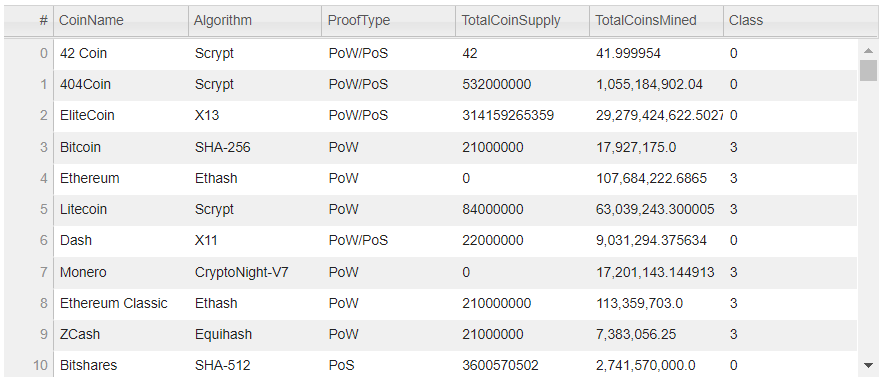 # CoinName Algorithm ProofType TotalCoinSupply TotalCoinsMined Class
0 42 Coin Scrypt PoW/PoS 42 41.999954 0
1 404Coin Scrypt PoW/PoS 532000000 1,055,184,902.04 0
2 EliteCoin X13 PoW/PoS 314159265359 29,279,424,622.5027 0
3 Bitcoin SHA-256 PoW 21000000 17,927,175.0 3
4 Ethereum Ethash PoW 0 107,684,222.6865 3
5 Litecoin Scrypt PoW 84000000 63,039,243.300005 3
6 Dash X11 PoW/PoS 22000000 9,031,294.375634 0
7 Monero CryptoNight-V7 PoW 0 17,201,143.144913 3
8 Ethereum Classic Ethash PoW 210000000 113,359,703.0 3
9 ZCash Equihash PoW 21000000 7,383,056.25 3
10 Bitshares SHA-512 PoS 3600570502 2,741,570,000.0 0